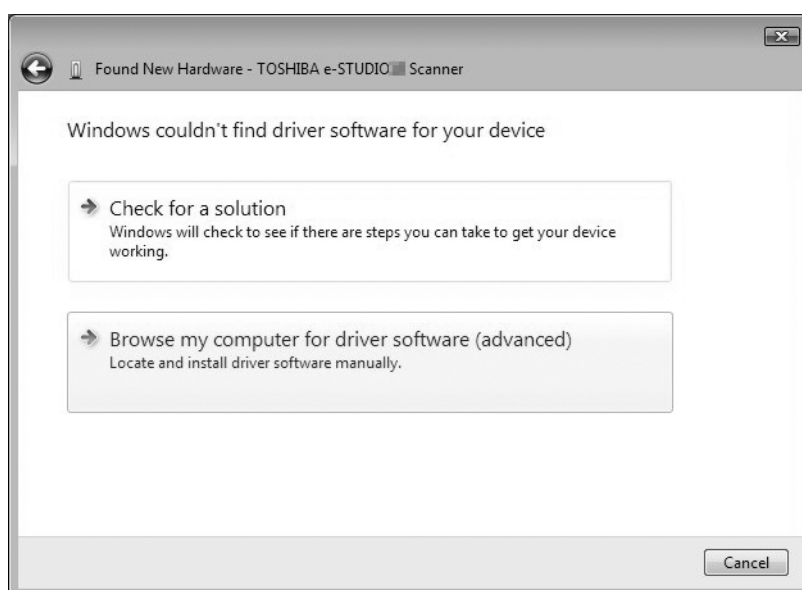 Found New Hardware - TOSHIBA e-STUDIO Scanner
Windows couldn't find driver software for your device
Check for a solution
Windows will check to see if there are steps you can take to get your device
working.
Browse my computer for driver software (advanced)
Locate and install driver software manually.
Cancel